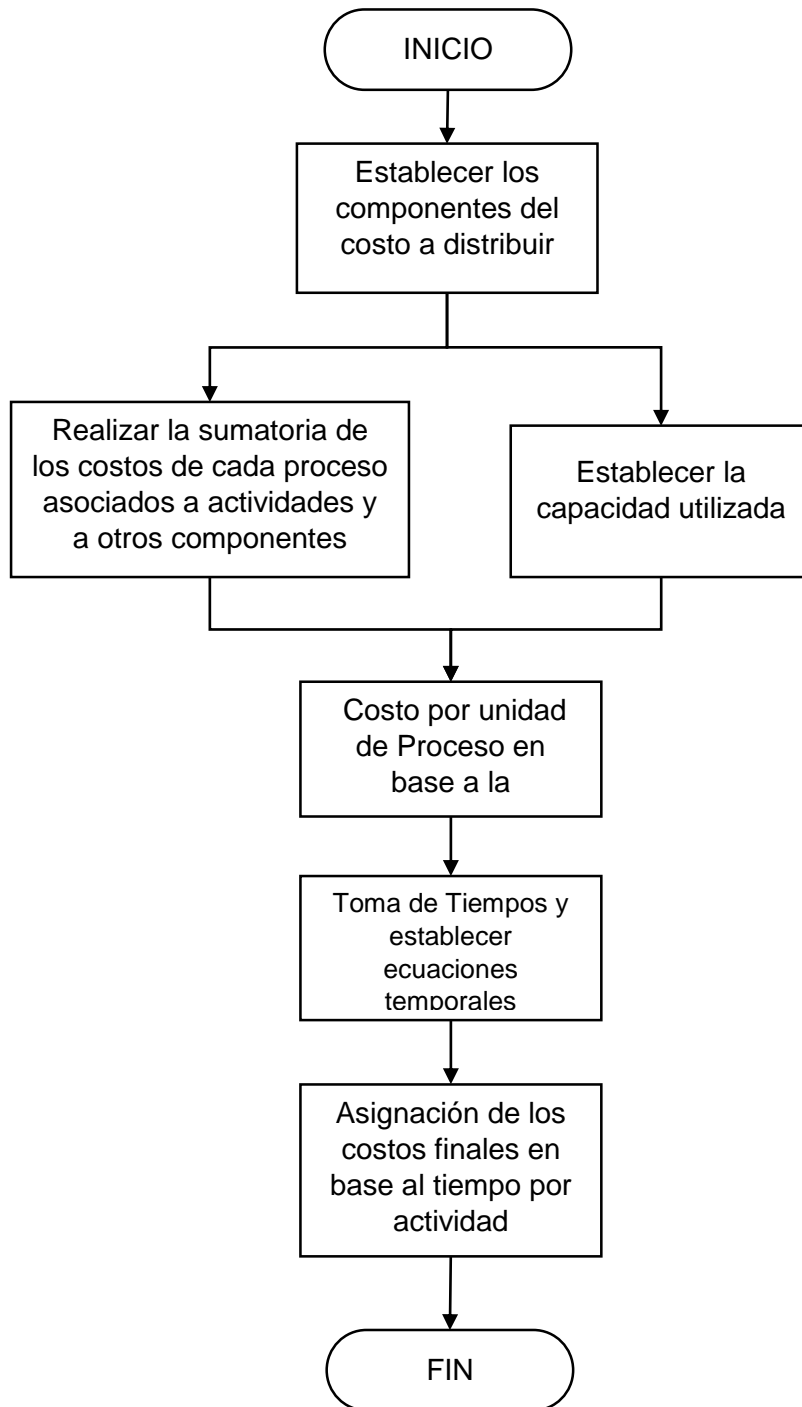 INICIO
Establecer los
componentes del
costo a distribuir
Realizar la sumatoria de
los costos de cada proceso
asociados a actividades y
a otros componentes
Establecer la
capacidad utilizada
Costo por unidad
de Proceso en
base a la
Toma de Tiempos y
establecer
ecuaciones
temporales
Asignación de los
costos finales en
base al tiempo por
actividad
FIN